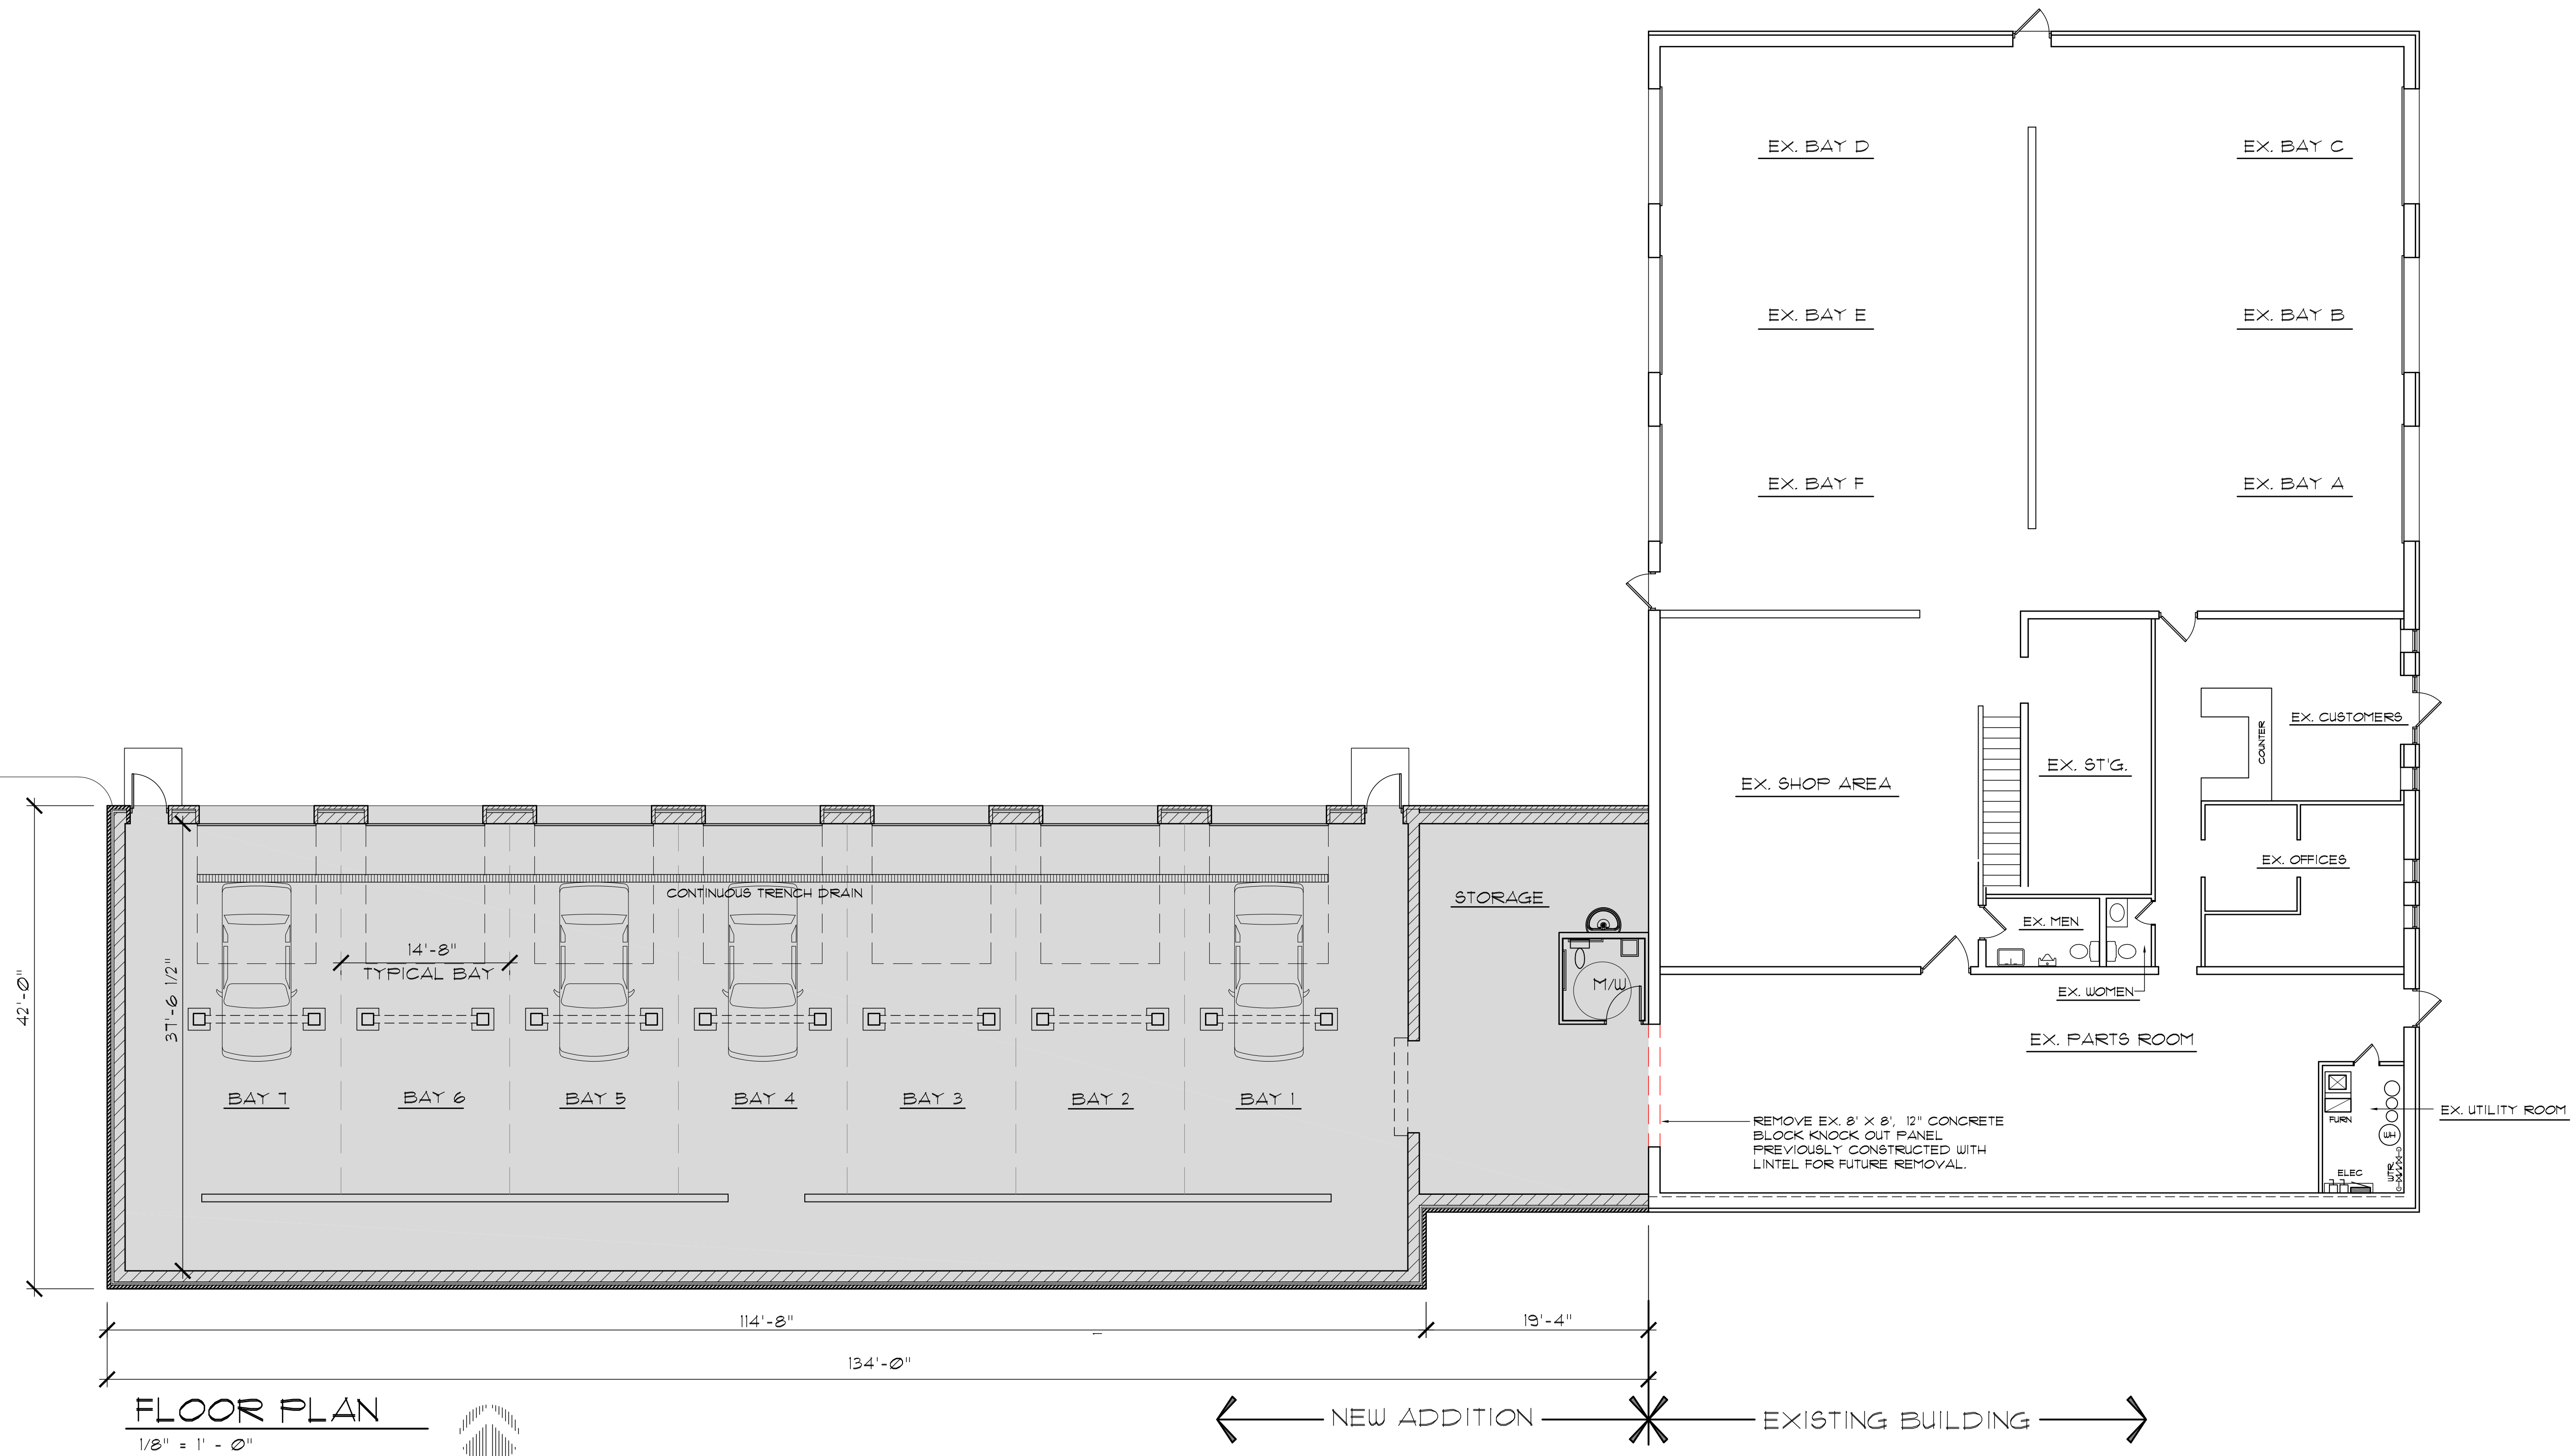 EX. BAY D
EX. BAY C
EX. BAY E
EX. BAY B
EX. BAY F
EX. BAY A
EX. CUSTOMERS
COUNTER
EX. ST'G.
EX. SHOP AREA
EX. OFFICES
EX. MEN
EX. WOMEN
EX. PARTS ROOM
EX. UTILITY ROOM
FURN
WH
ELEC
WTR
STORAGE
M/W
CONTINUOUS TRENCH DRAIN
14'-8"
TYPICAL BAY
37'-6 1/2"
42'-0"
BAY 7
BAY 6
BAY 5
BAY 4
BAY 3
BAY 2
BAY 1
REMOVE EX. 8' X 8', 12" CONCRETE
BLOCK KNOCK OUT PANEL
PREVIOUSLY CONSTRUCTED WITH
LINTEL FOR FUTURE REMOVAL.
114'-8"
19'-4"
134'-0"
FLOOR PLAN
1/8" = 1' - 0"
NEW ADDITION
EXISTING BUILDING